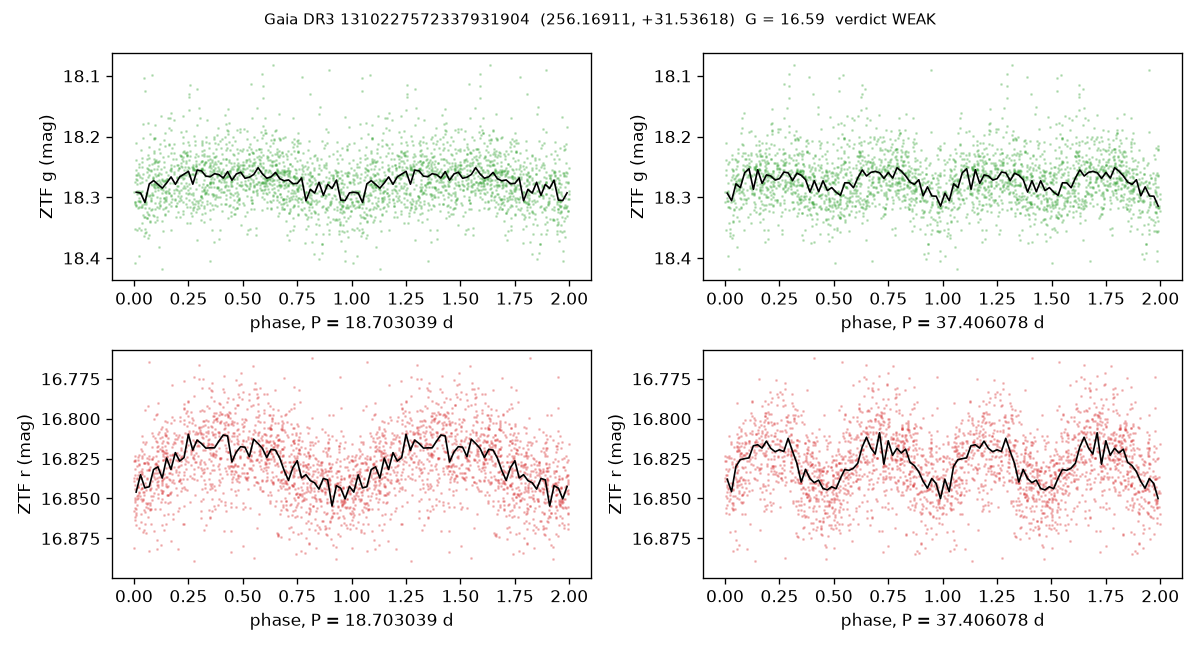 Gaia DR3 1310227572337931904 (256.16911, +31.53618) G = 16.59 verdict WEAK
ZTF g (mag)
18.1
18.2
18.3
18.4
0.00 0.25 0.50 0.75 1.00 1.25 1.50 1.75 2.00
phase, P = 18.703039 d
ZTF g (mag)
18.1
18.2
18.3
18.4
0.00 0.25 0.50 0.75 1.00 1.25 1.50 1.75 2.00
phase, P = 37.406078 d
ZTF r (mag)
16.775
16.800
16.825
16.850
16.875
0.00 0.25 0.50 0.75 1.00 1.25 1.50 1.75 2.00
phase, P = 18.703039 d
ZTF r (mag)
16.775
16.800
16.825
16.850
16.875
0.00 0.25 0.50 0.75 1.00 1.25 1.50 1.75 2.00
phase, P = 37.406078 d